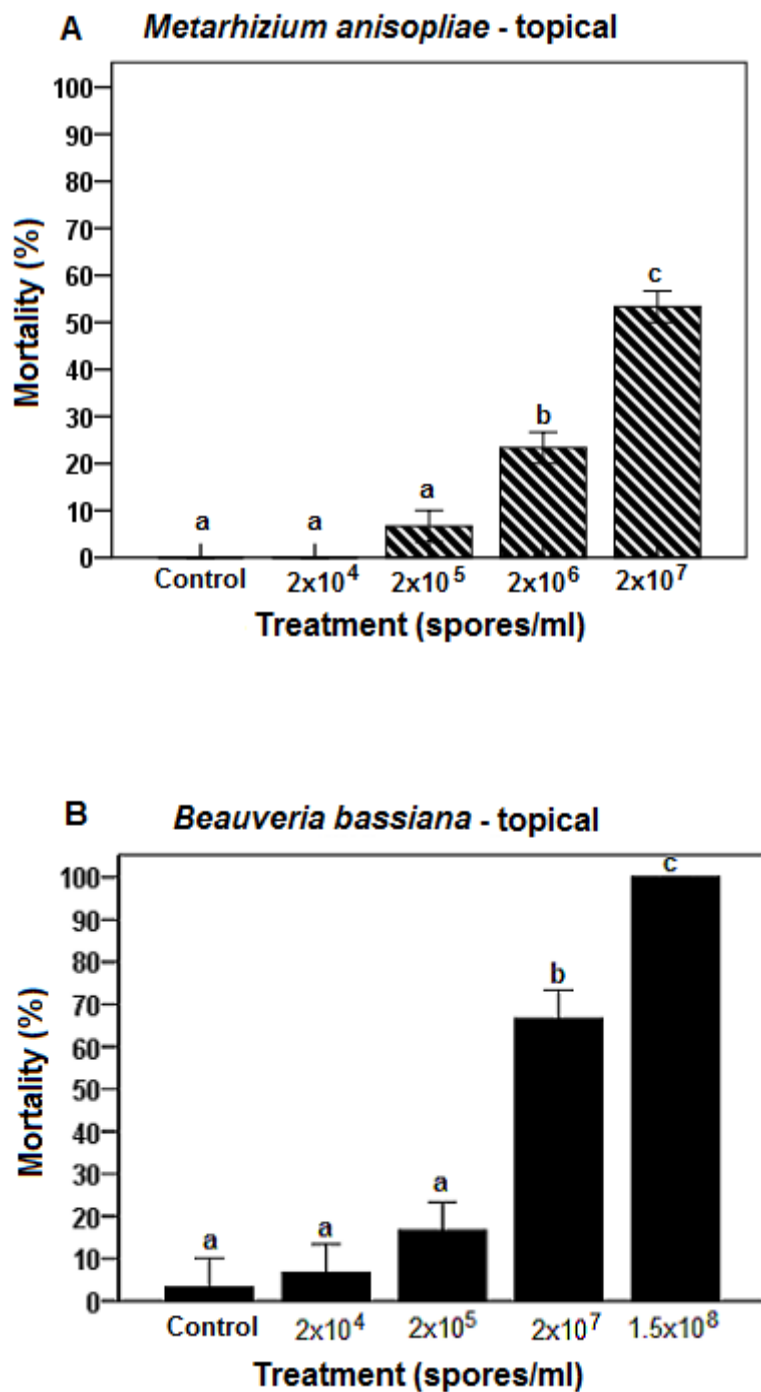 A Metarhizium anisopliae - topical
100
90
80
70
60
50
40
30
20
10
0
Mortality (%)
a a a b c
Control 2x10⁴ 2x10⁵ 2x10⁶ 2x10⁷
Treatment (spores/ml)
B Beauveria bassiana - topical
100
90
80
70
60
50
40
30
20
10
0
Mortality (%)
a a a b c
Control 2x10⁴ 2x10⁵ 2x10⁷ 1.5x10⁸
Treatment (spores/ml)